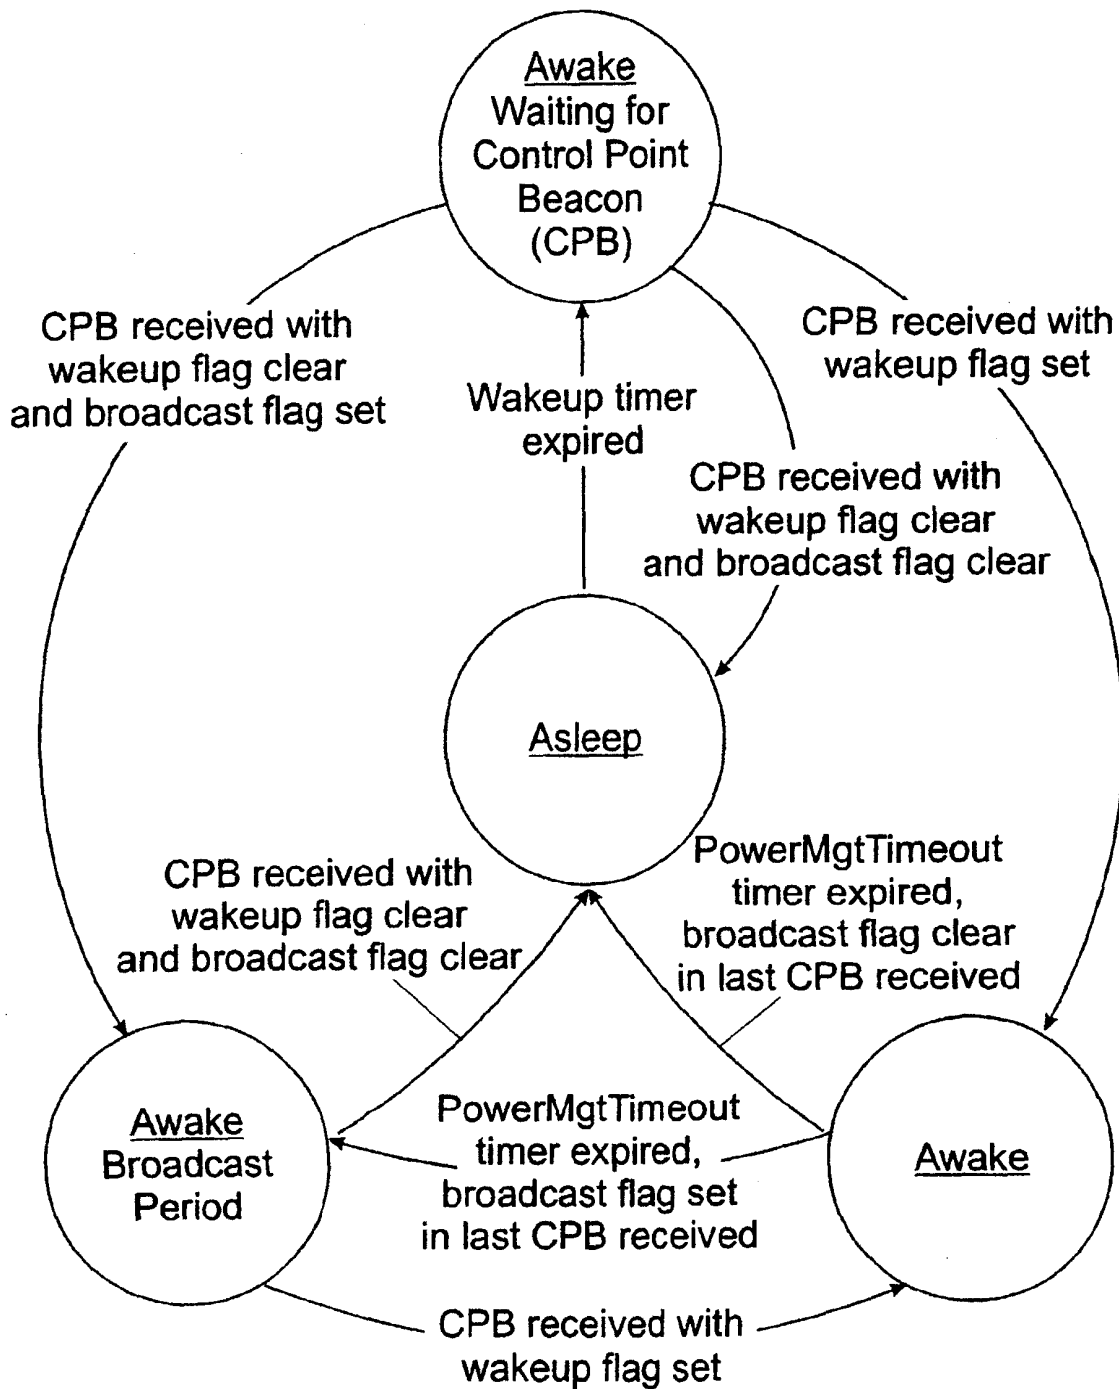 Awake
Waiting for
Control Point
Beacon
(CPB)
CPB received with
wakeup flag clear
and broadcast flag set
Wakeup timer
expired
CPB received with
wakeup flag set
CPB received with
wakeup flag clear
and broadcast flag clear
Asleep
CPB received with
wakeup flag clear
and broadcast flag clear
PowerMgtTimeout
timer expired,
broadcast flag clear
in last CPB received
Awake
Broadcast
Period
PowerMgtTimeout
timer expired,
broadcast flag set
in last CPB received
Awake
CPB received with
wakeup flag set